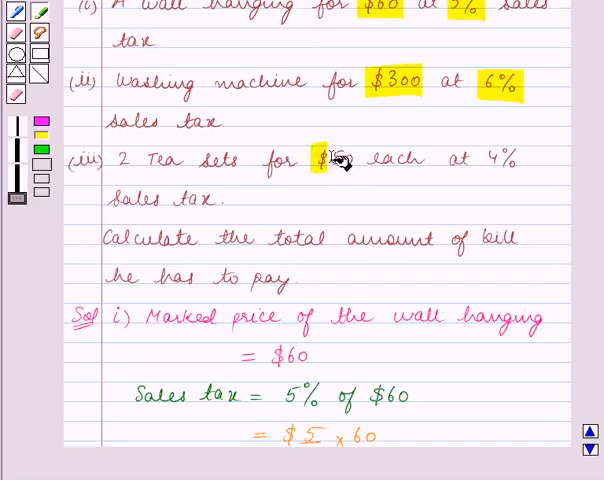 (i) A wall hanging for $60 at 5% sales
tax
(ii) Washing machine for $300 at 6%
sales tax
(iii) 2 Tea sets for each at 4%
sales tax.
Calculate the total amount of bill
he has to pay.
Sol i) Marked price of the wall hanging
= $60
Sales tax = 5% of $60
= $ 5 × 60